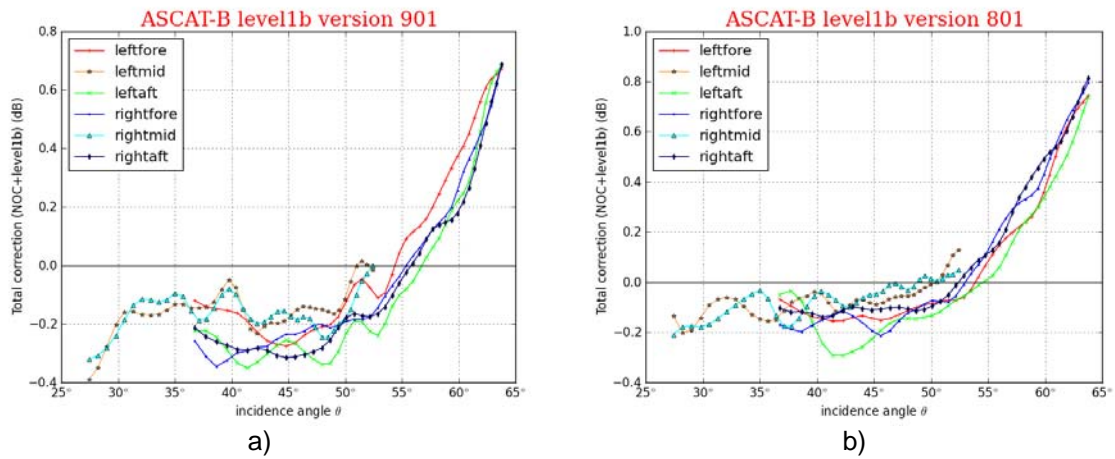 ASCAT-B level1b version 901
Total correction (NOC+level1b) (dB)
0.8
0.6
0.4
0.2
0.0
−0.2
−0.4
leftfore
leftmid
leftaft
rightfore
rightmid
rightaft
25° 30° 35° 40° 45° 50° 55° 60° 65°
incidence angle θ
a)
ASCAT-B level1b version 801
Total correction (NOC+level1b) (dB)
1.0
0.8
0.6
0.4
0.2
0.0
−0.2
−0.4
leftfore
leftmid
leftaft
rightfore
rightmid
rightaft
25° 30° 35° 40° 45° 50° 55° 60° 65°
incidence angle θ
b)